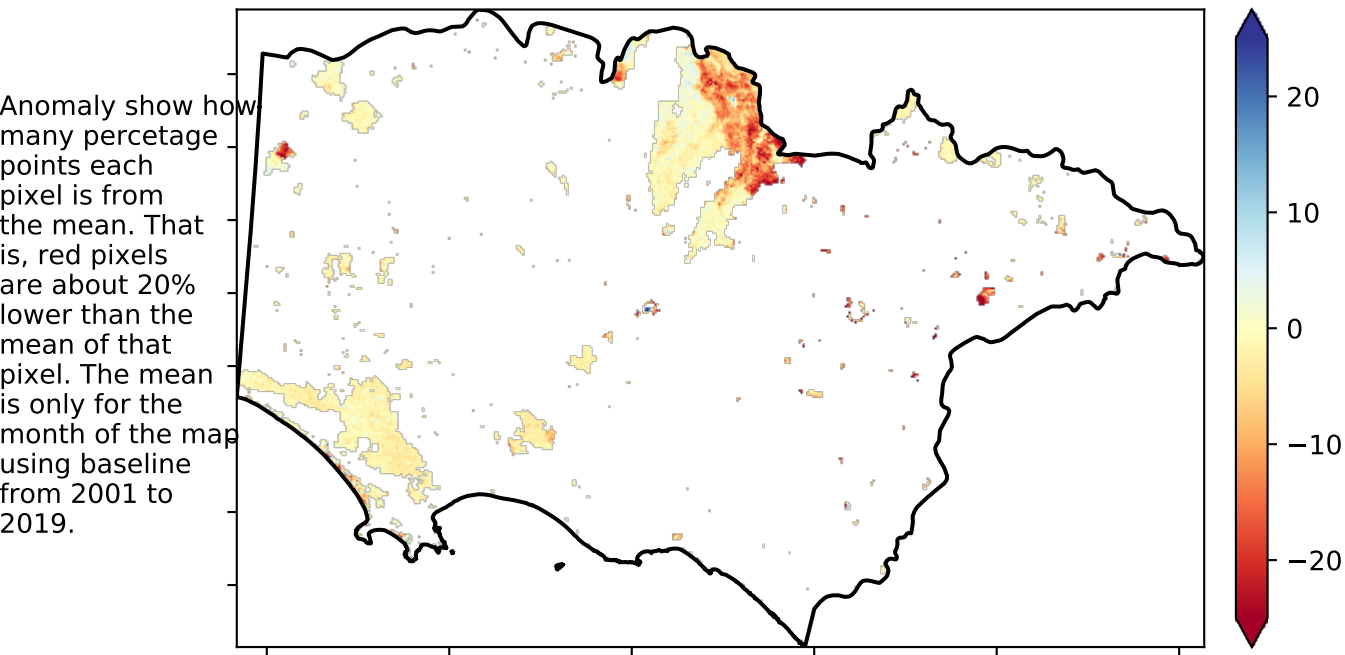 Anomaly show how
many percetage
points each
pixel is from
the mean. That
is, red pixels
are about 20%
lower than the
mean of that
pixel. The mean
is only for the
month of the map
using baseline
from 2001 to
2019.
20
10
0
−10
−20